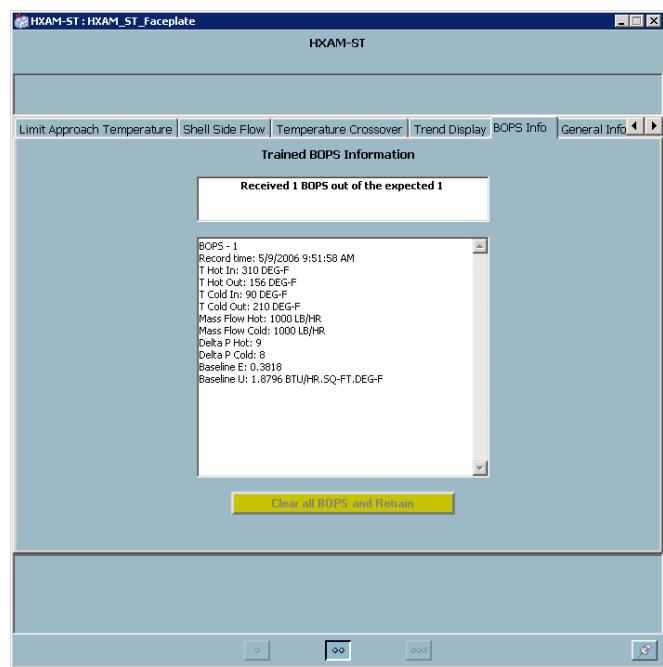 HXAM-ST : HXAM_ST_Faceplate
HXAM-ST
Limit Approach Temperature Shell Side Flow Temperature Crossover Trend Display BOPS Info General Info
Trained BOPS Information
Received 1 BOPS out of the expected 1
BOPS - 1
Record time: 5/9/2006 9:51:58 AM
T Hot In: 310 DEG-F
T Hot Out: 156 DEG-F
T Cold In: 90 DEG-F
T Cold Out: 210 DEG-F
Mass Flow Hot: 1000 LB/HR
Mass Flow Cold: 1000 LB/HR
Delta P Hot: 9
Delta P Cold: 8
Baseline E: 0.3818
Baseline U: 1.8796 BTU/HR.SQ-FT.DEG-F
Clear all BOPS and Retrain